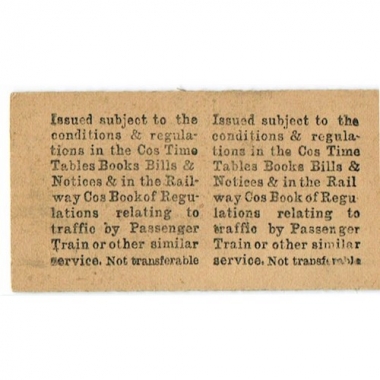 Issued subject to the
conditions & regula-
tions in the Cos Time
Tables Books Bills &
Notices & in the Rail-
way Cos Book of Regu-
lations relating to
traffic by Passenger
Train or other similar
service. Not transferable
Issued subject to the
conditions & regula-
tions in the Cos Time
Tables Books Bills &
Notices & in the Rail
way Cos Book of Regu
lations relating to
traffic by Passenger
Train or other similar
service. Not transferable